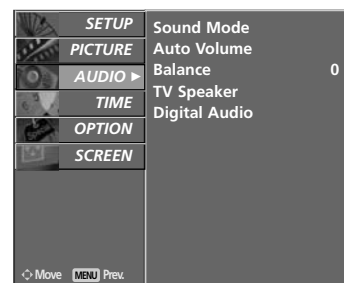 SETUP
PICTURE
AUDIO ►
TIME
OPTION
SCREEN
Move MENU Prev.
Sound Mode
Auto Volume
Balance 0
TV Speaker
Digital Audio